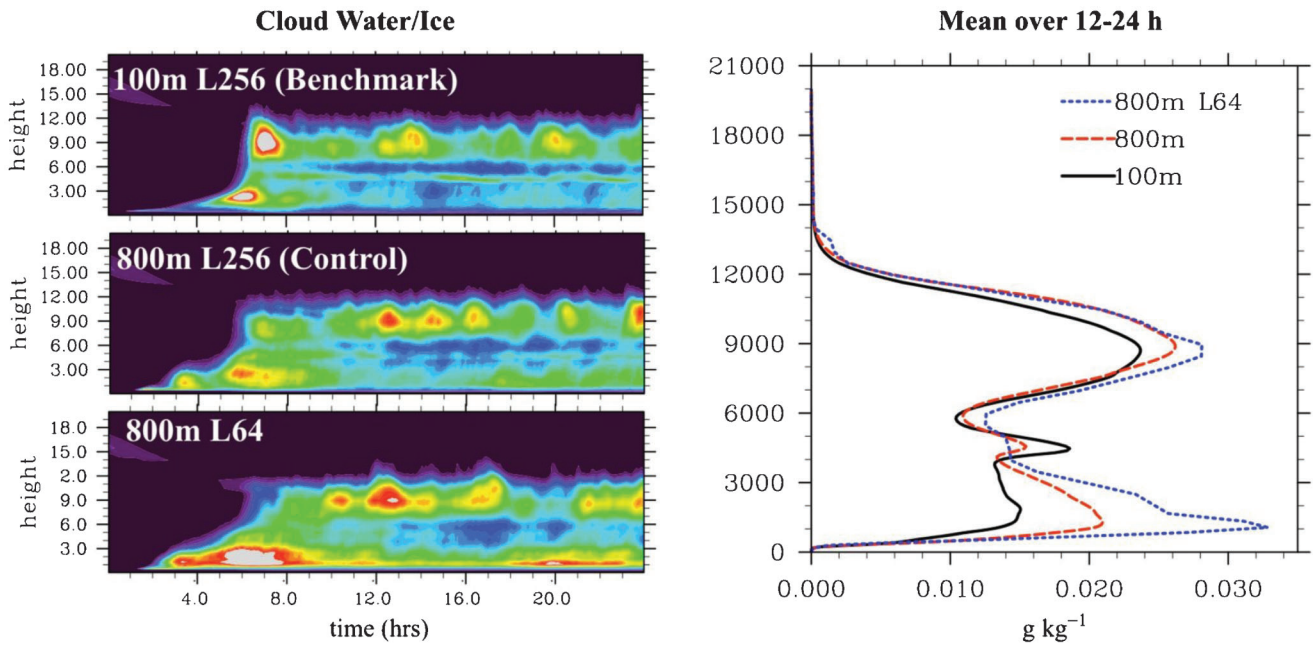 Cloud Water/Ice
100m L256 (Benchmark)
height
18.00
15.00
12.00
9.00
6.00
3.00
800m L256 (Control)
height
18.00
15.00
12.00
9.00
6.00
3.00
800m L64
height
18.0
15.0
2.0
9.0
6.0
3.0
4.0 8.0 12.0 16.0 20.0
time (hrs)
Mean over 12-24 h
21000
18000
15000
12000
9000
6000
3000
0
800m L64
800m
100m
0.000 0.010 0.020 0.030
g kg⁻¹